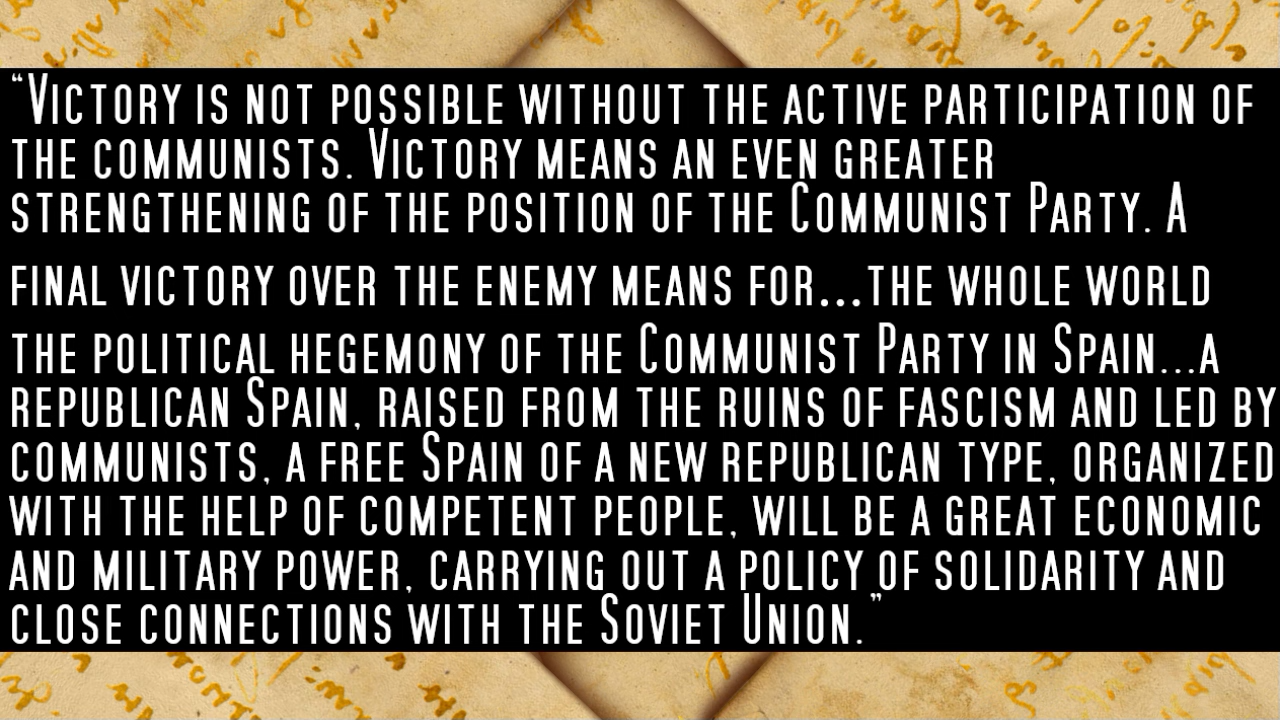 “Victory is not possible without the active participation of
the communists. Victory means an even greater
strengthening of the position of the Communist Party. A
final victory over the enemy means for...the whole world
the political hegemony of the Communist Party in Spain...a
republican Spain, raised from the ruins of fascism and led by
communists, a free Spain of a new republican type, organized
with the help of competent people, will be a great economic
and military power, carrying out a policy of solidarity and
close connections with the Soviet Union.”